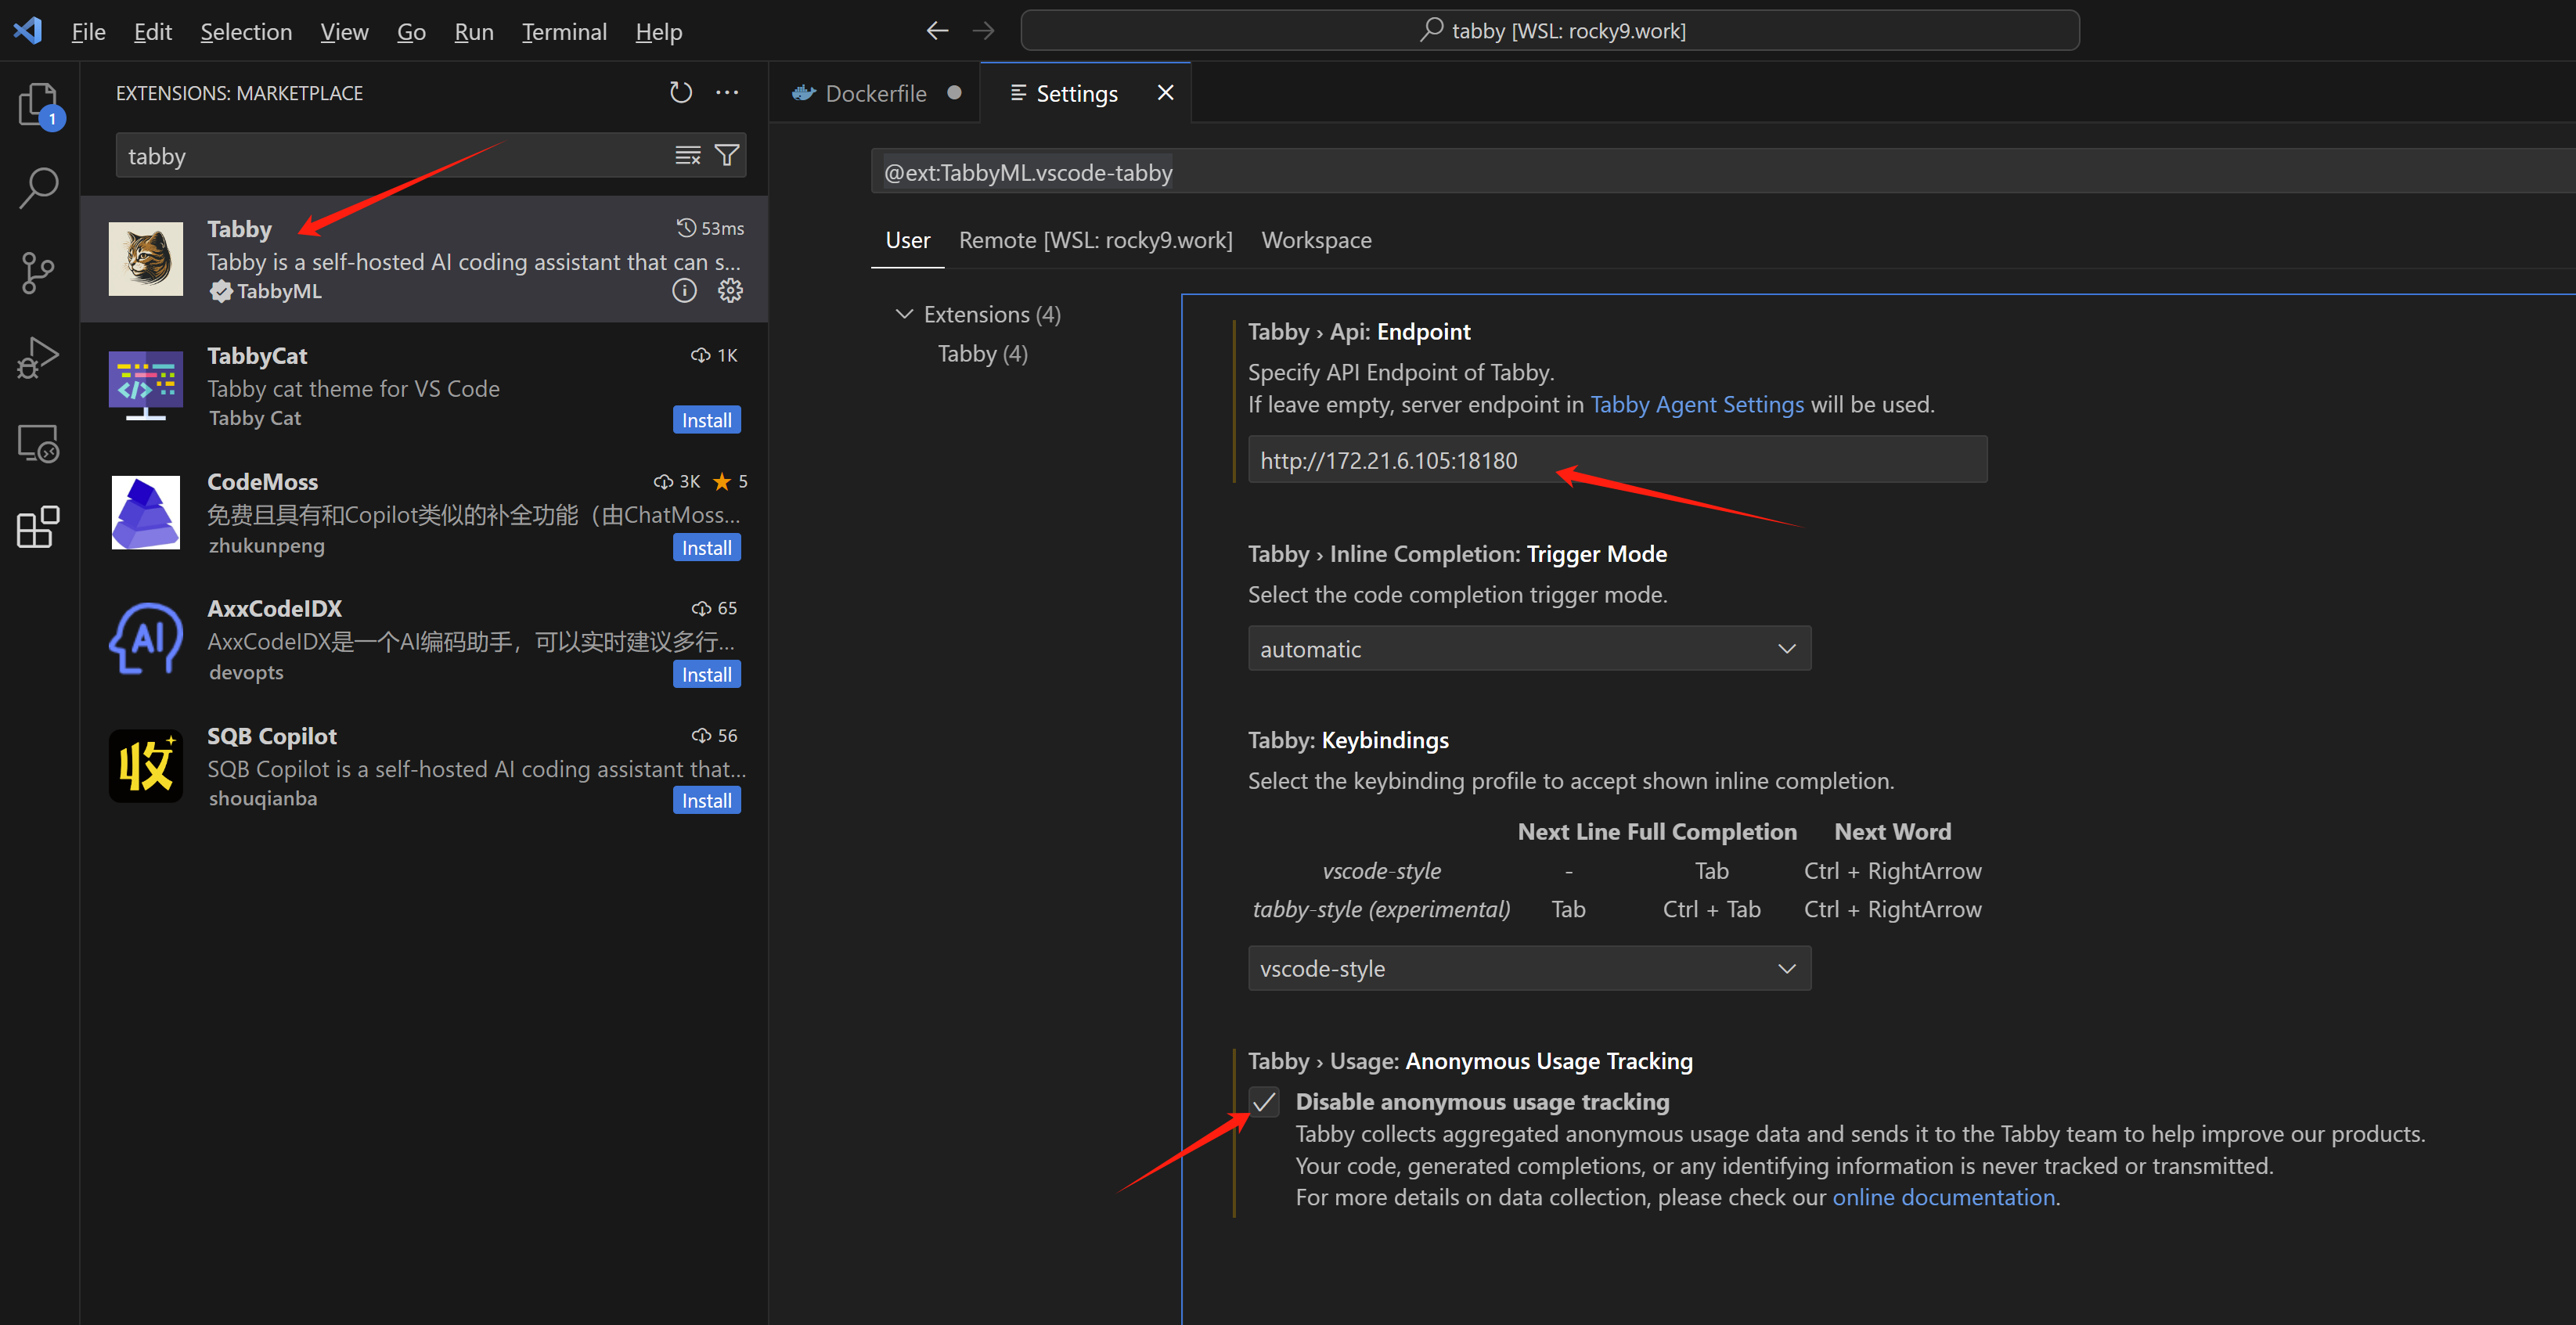 File Edit Selection View Go Run Terminal Help
tabby [WSL: rocky9.work]
1
EXTENSIONS: MARKETPLACE
tabby
Tabby 53ms
Tabby is a self-hosted AI coding assistant that can s...
TabbyML
TabbyCat 1K
Tabby cat theme for VS Code
Tabby Cat
Install
CodeMoss 3K 5
免费且具有和Copilot类似的补全功能（由ChatMoss...
zhukunpeng
Install
AI
AxxCodeIDX 65
AxxCodeIDX是一个AI编码助手，可以实时建议多行...
devopts
Install
收
SQB Copilot 56
SQB Copilot is a self-hosted AI coding assistant that...
shouqianba
Install
Dockerfile Settings
@ext:TabbyML.vscode-tabby
User Remote [WSL: rocky9.work] Workspace
Extensions (4)
Tabby (4)
Tabby › Api: Endpoint
Specify API Endpoint of Tabby.
If leave empty, server endpoint in Tabby Agent Settings will be used.
http://172.21.6.105:18180
Tabby › Inline Completion: Trigger Mode
Select the code completion trigger mode.
automatic
Tabby: Keybindings
Select the keybinding profile to accept shown inline completion.
Next Line Full Completion Next Word
vscode-style - Tab Ctrl + RightArrow
tabby-style (experimental) Tab Ctrl + Tab Ctrl + RightArrow
vscode-style
Tabby › Usage: Anonymous Usage Tracking
Disable anonymous usage tracking
Tabby collects aggregated anonymous usage data and sends it to the Tabby team to help improve our products.
Your code, generated completions, or any identifying information is never tracked or transmitted.
For more details on data collection, please check our online documentation.